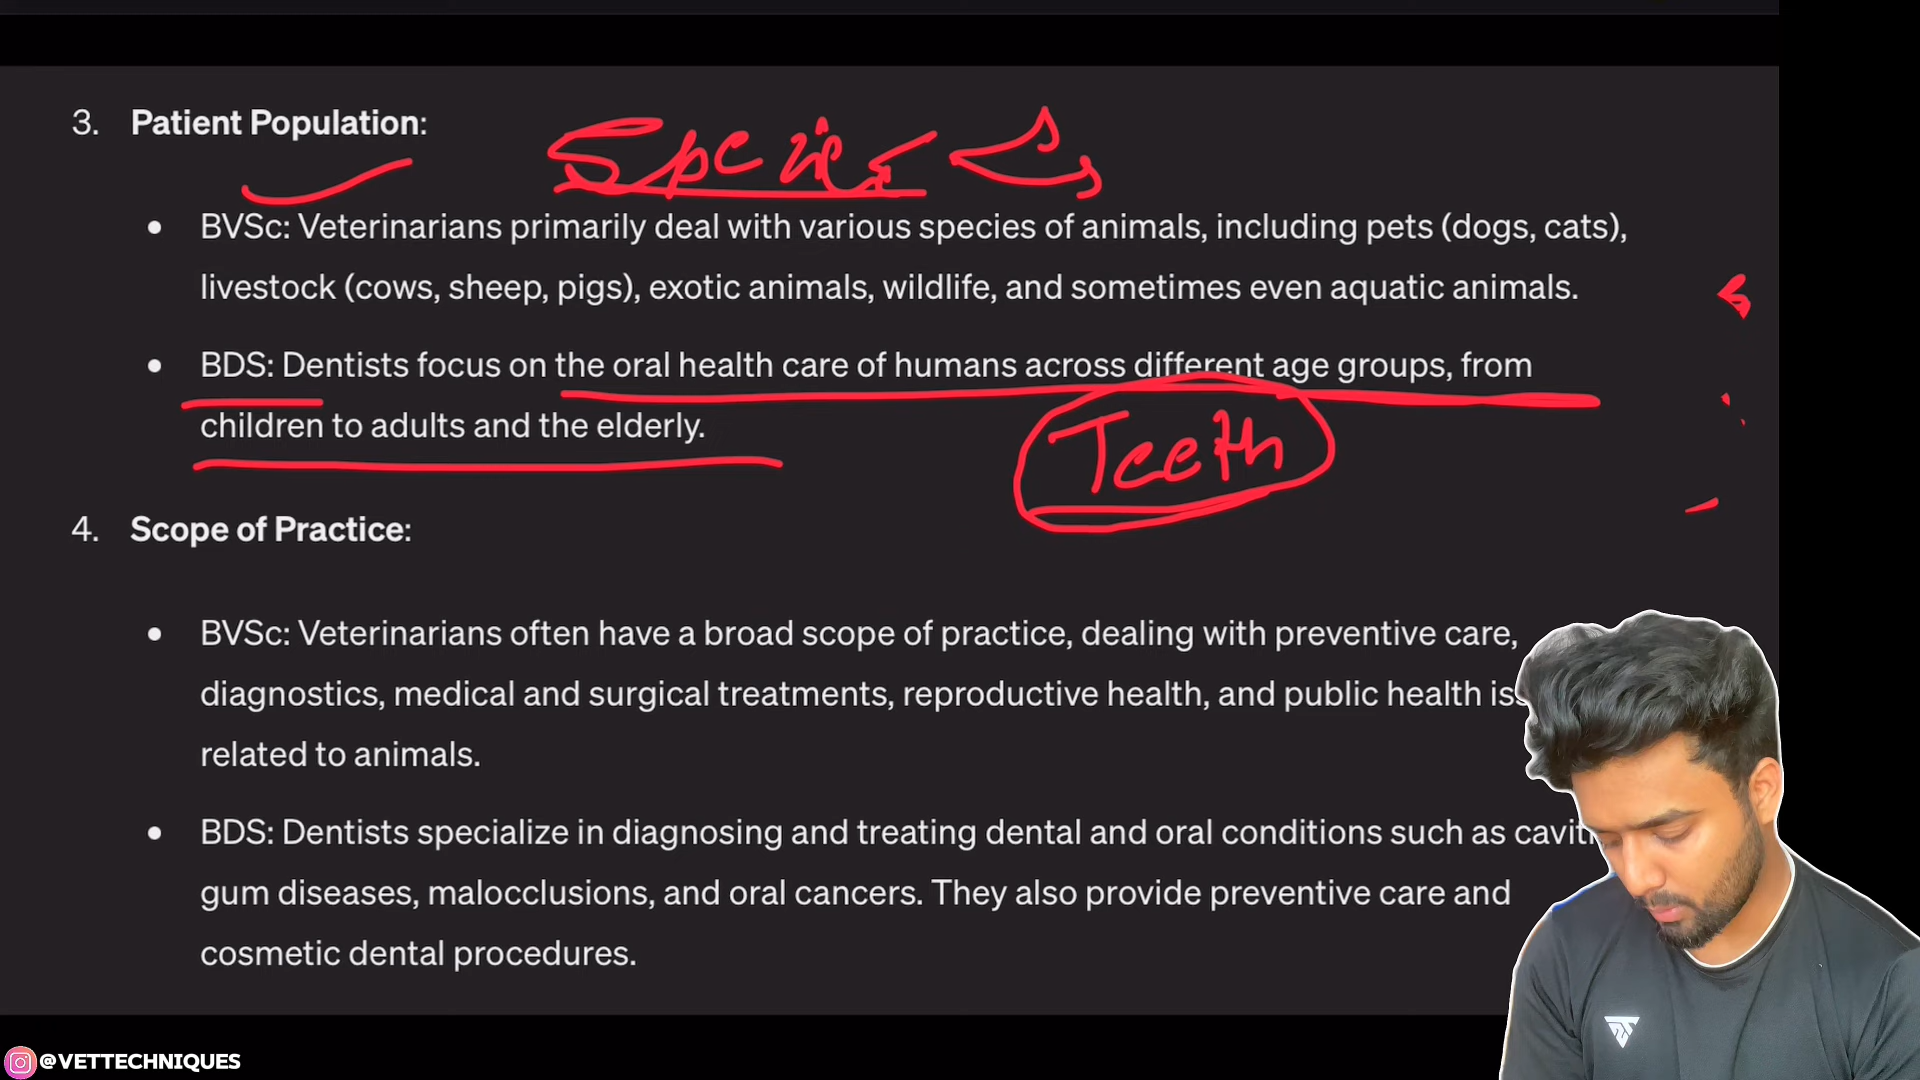 3. Patient Population:
Species
• BVSc: Veterinarians primarily deal with various species of animals, including pets (dogs, cats),
livestock (cows, sheep, pigs), exotic animals, wildlife, and sometimes even aquatic animals.
• BDS: Dentists focus on the oral health care of humans across different age groups, from
children to adults and the elderly.
Teeth
4. Scope of Practice:
• BVSc: Veterinarians often have a broad scope of practice, dealing with preventive care,
diagnostics, medical and surgical treatments, reproductive health, and public health iss
related to animals.
• BDS: Dentists specialize in diagnosing and treating dental and oral conditions such as caviti
gum diseases, malocclusions, and oral cancers. They also provide preventive care and
cosmetic dental procedures.
@VETTECHNIQUES